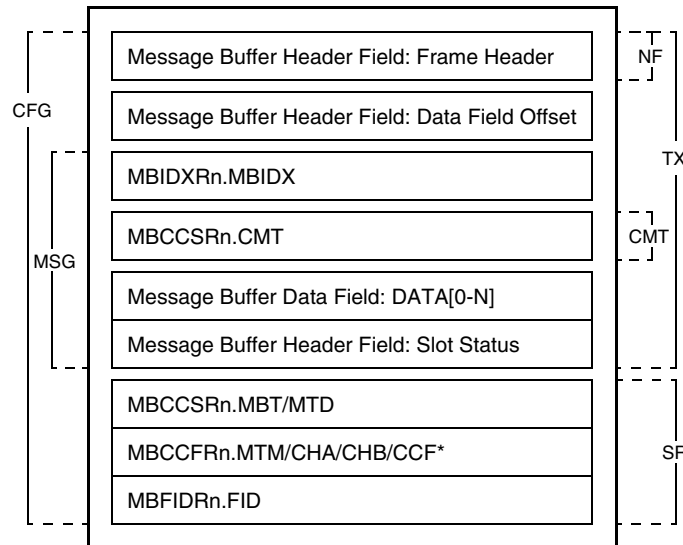 Message Buffer Header Field: Frame Header
NF
CFG
Message Buffer Header Field: Data Field Offset
TX
MBIDXRn.MBIDX
MBCCSRn.CMT
CMT
MSG
Message Buffer Data Field: DATA[0-N]
Message Buffer Header Field: Slot Status
MBCCSRn.MBT/MTD
MBCCFRn.MTM/CHA/CHB/CCF*
SR
MBFIDRn.FID